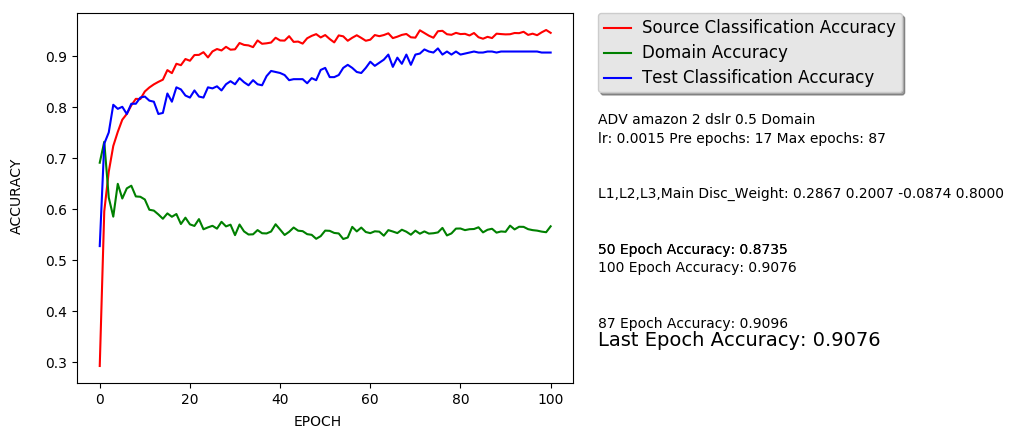 Source Classification Accuracy
Domain Accuracy
Test Classification Accuracy
ADV amazon 2 dslr 0.5 Domain
lr: 0.0015 Pre epochs: 17 Max epochs: 87
L1,L2,L3,Main Disc_Weight: 0.2867 0.2007 -0.0874 0.8000
50 Epoch Accuracy: 0.8735
100 Epoch Accuracy: 0.9076
87 Epoch Accuracy: 0.9096
Last Epoch Accuracy: 0.9076
ACCURACY
0.9
0.8
0.7
0.6
0.5
0.4
0.3
0 20 40 60 80 100
EPOCH